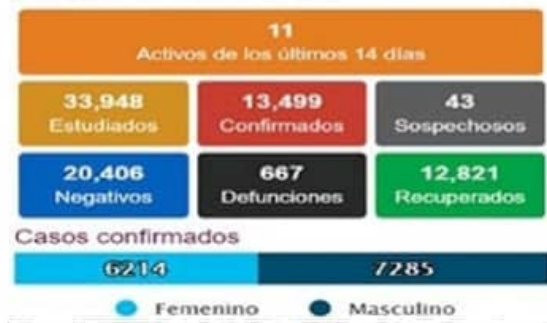 11
Activos de los últimos 14 días
33,948
Estudiados
13,499
Confirmados
43
Sospechosos
20,406
Negativos
667
Defunciones
12,821
Recuperados
Casos confirmados
6214 7285
Femenino Masculino